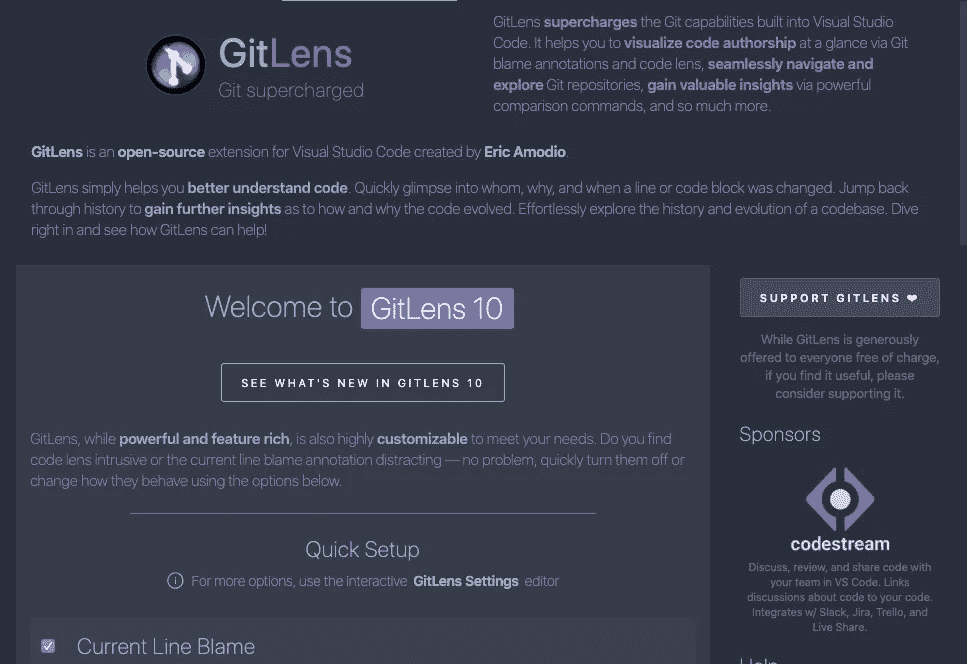 GitLens
Git supercharged
GitLens supercharges the Git capabilities built into Visual Studio
Code. It helps you to visualize code authorship at a glance via Git
blame annotations and code lens, seamlessly navigate and
explore Git repositories, gain valuable insights via powerful
comparison commands, and so much more.
GitLens is an open-source extension for Visual Studio Code created by Eric Amodio.
GitLens simply helps you better understand code. Quickly glimpse into whom, why, and when a line or code block was changed. Jump back
through history to gain further insights as to how and why the code evolved. Effortlessly explore the history and evolution of a codebase. Dive
right in and see how GitLens can help!
Welcome to GitLens 10
SEE WHAT'S NEW IN GITLENS 10
GitLens, while powerful and feature rich, is also highly customizable to meet your needs. Do you find
code lens intrusive or the current line blame annotation distracting — no problem, quickly turn them off or
change how they behave using the options below.
Quick Setup
For more options, use the interactive GitLens Settings editor
Current Line Blame
SUPPORT GITLENS ❤
While GitLens is generously
offered to everyone free of charge,
if you find it useful, please
consider supporting it.
Sponsors
codestream
Discuss, review, and share code with
your team in VS Code. Links
discussions about code to your code.
Integrates w/ Slack, Jira, Trello, and
Live Share.
Help